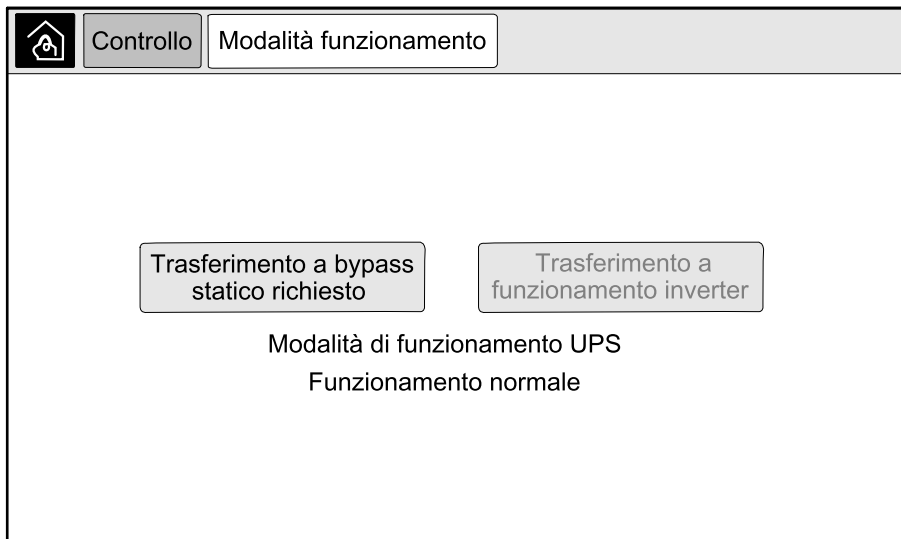 Controllo
Modalità funzionamento
Trasferimento a bypass
statico richiesto
Trasferimento a
funzionamento inverter
Modalità di funzionamento UPS
Funzionamento normale